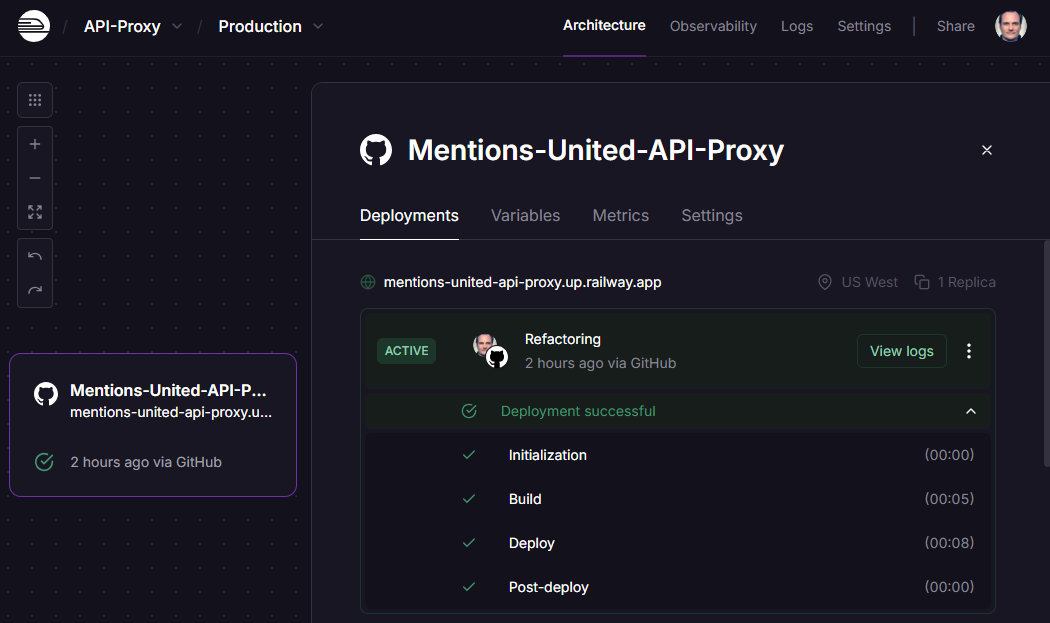 / API-Proxy / Production
Architecture Observability Logs Settings | Share
Mentions-United-API-Proxy
Deployments Variables Metrics Settings
mentions-united-api-proxy.up.railway.app US West 1 Replica
ACTIVE
Refactoring
2 hours ago via GitHub
View logs
Deployment successful
Initialization (00:00)
Build (00:05)
Deploy (00:08)
Post-deploy (00:00)
Mentions-United-API-P...
mentions-united-api-proxy.u...
2 hours ago via GitHub